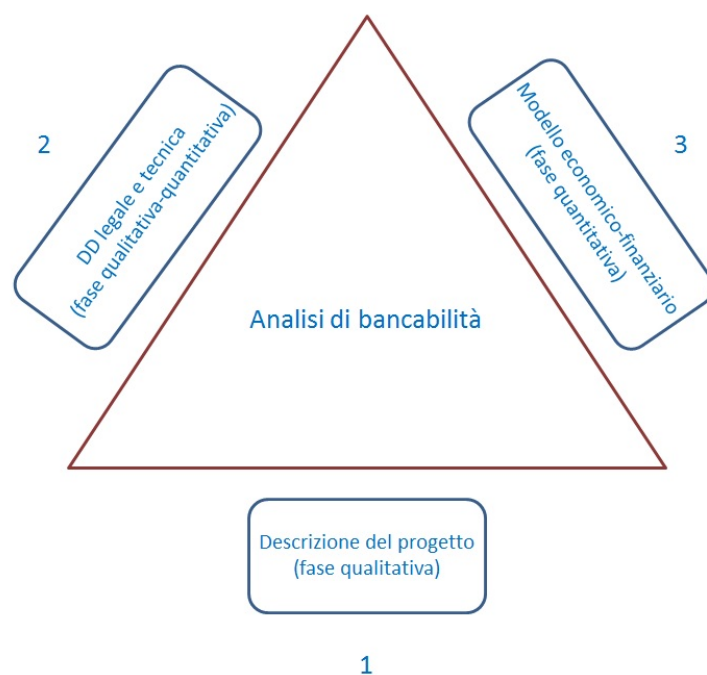 2
DD legale e tecnica
(fase qualitativa-quantitativa)
3
Modello economico-finanziario
(fase quantitativa)
Analisi di bancabilità
Descrizione del progetto
(fase qualitativa)
1